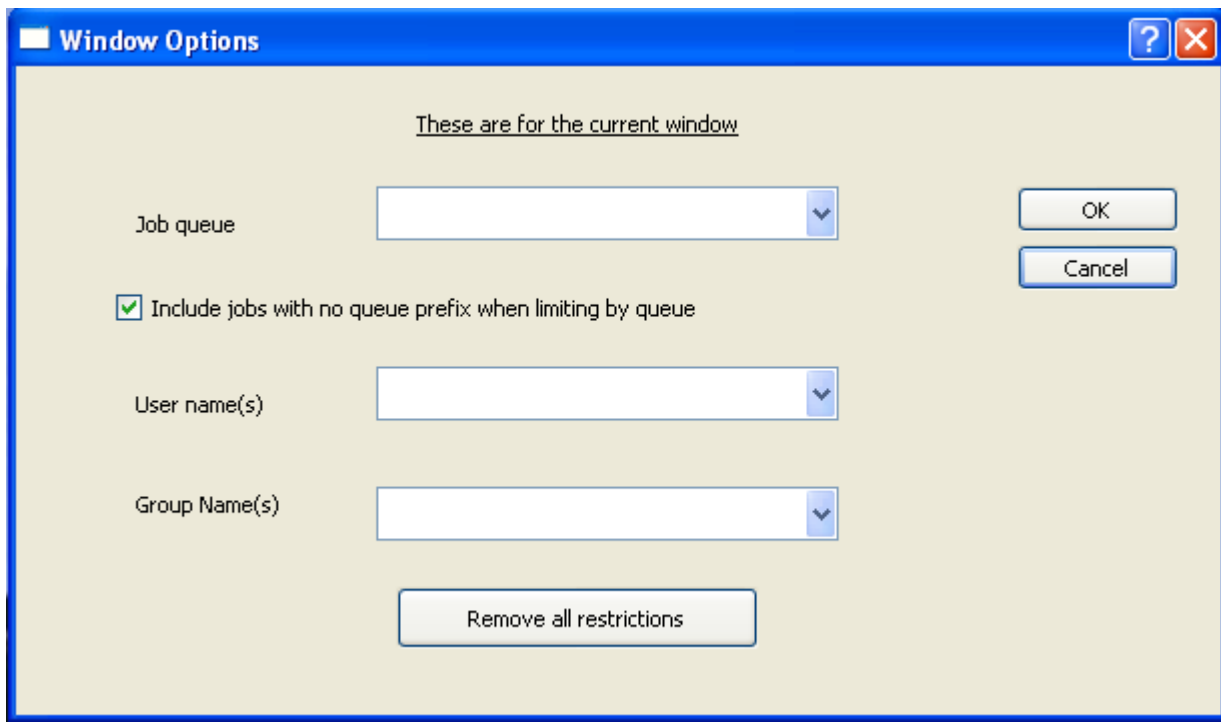 Window Options
These are for the current window
Job queue
OK
Cancel
Include jobs with no queue prefix when limiting by queue
User name(s)
Group Name(s)
Remove all restrictions